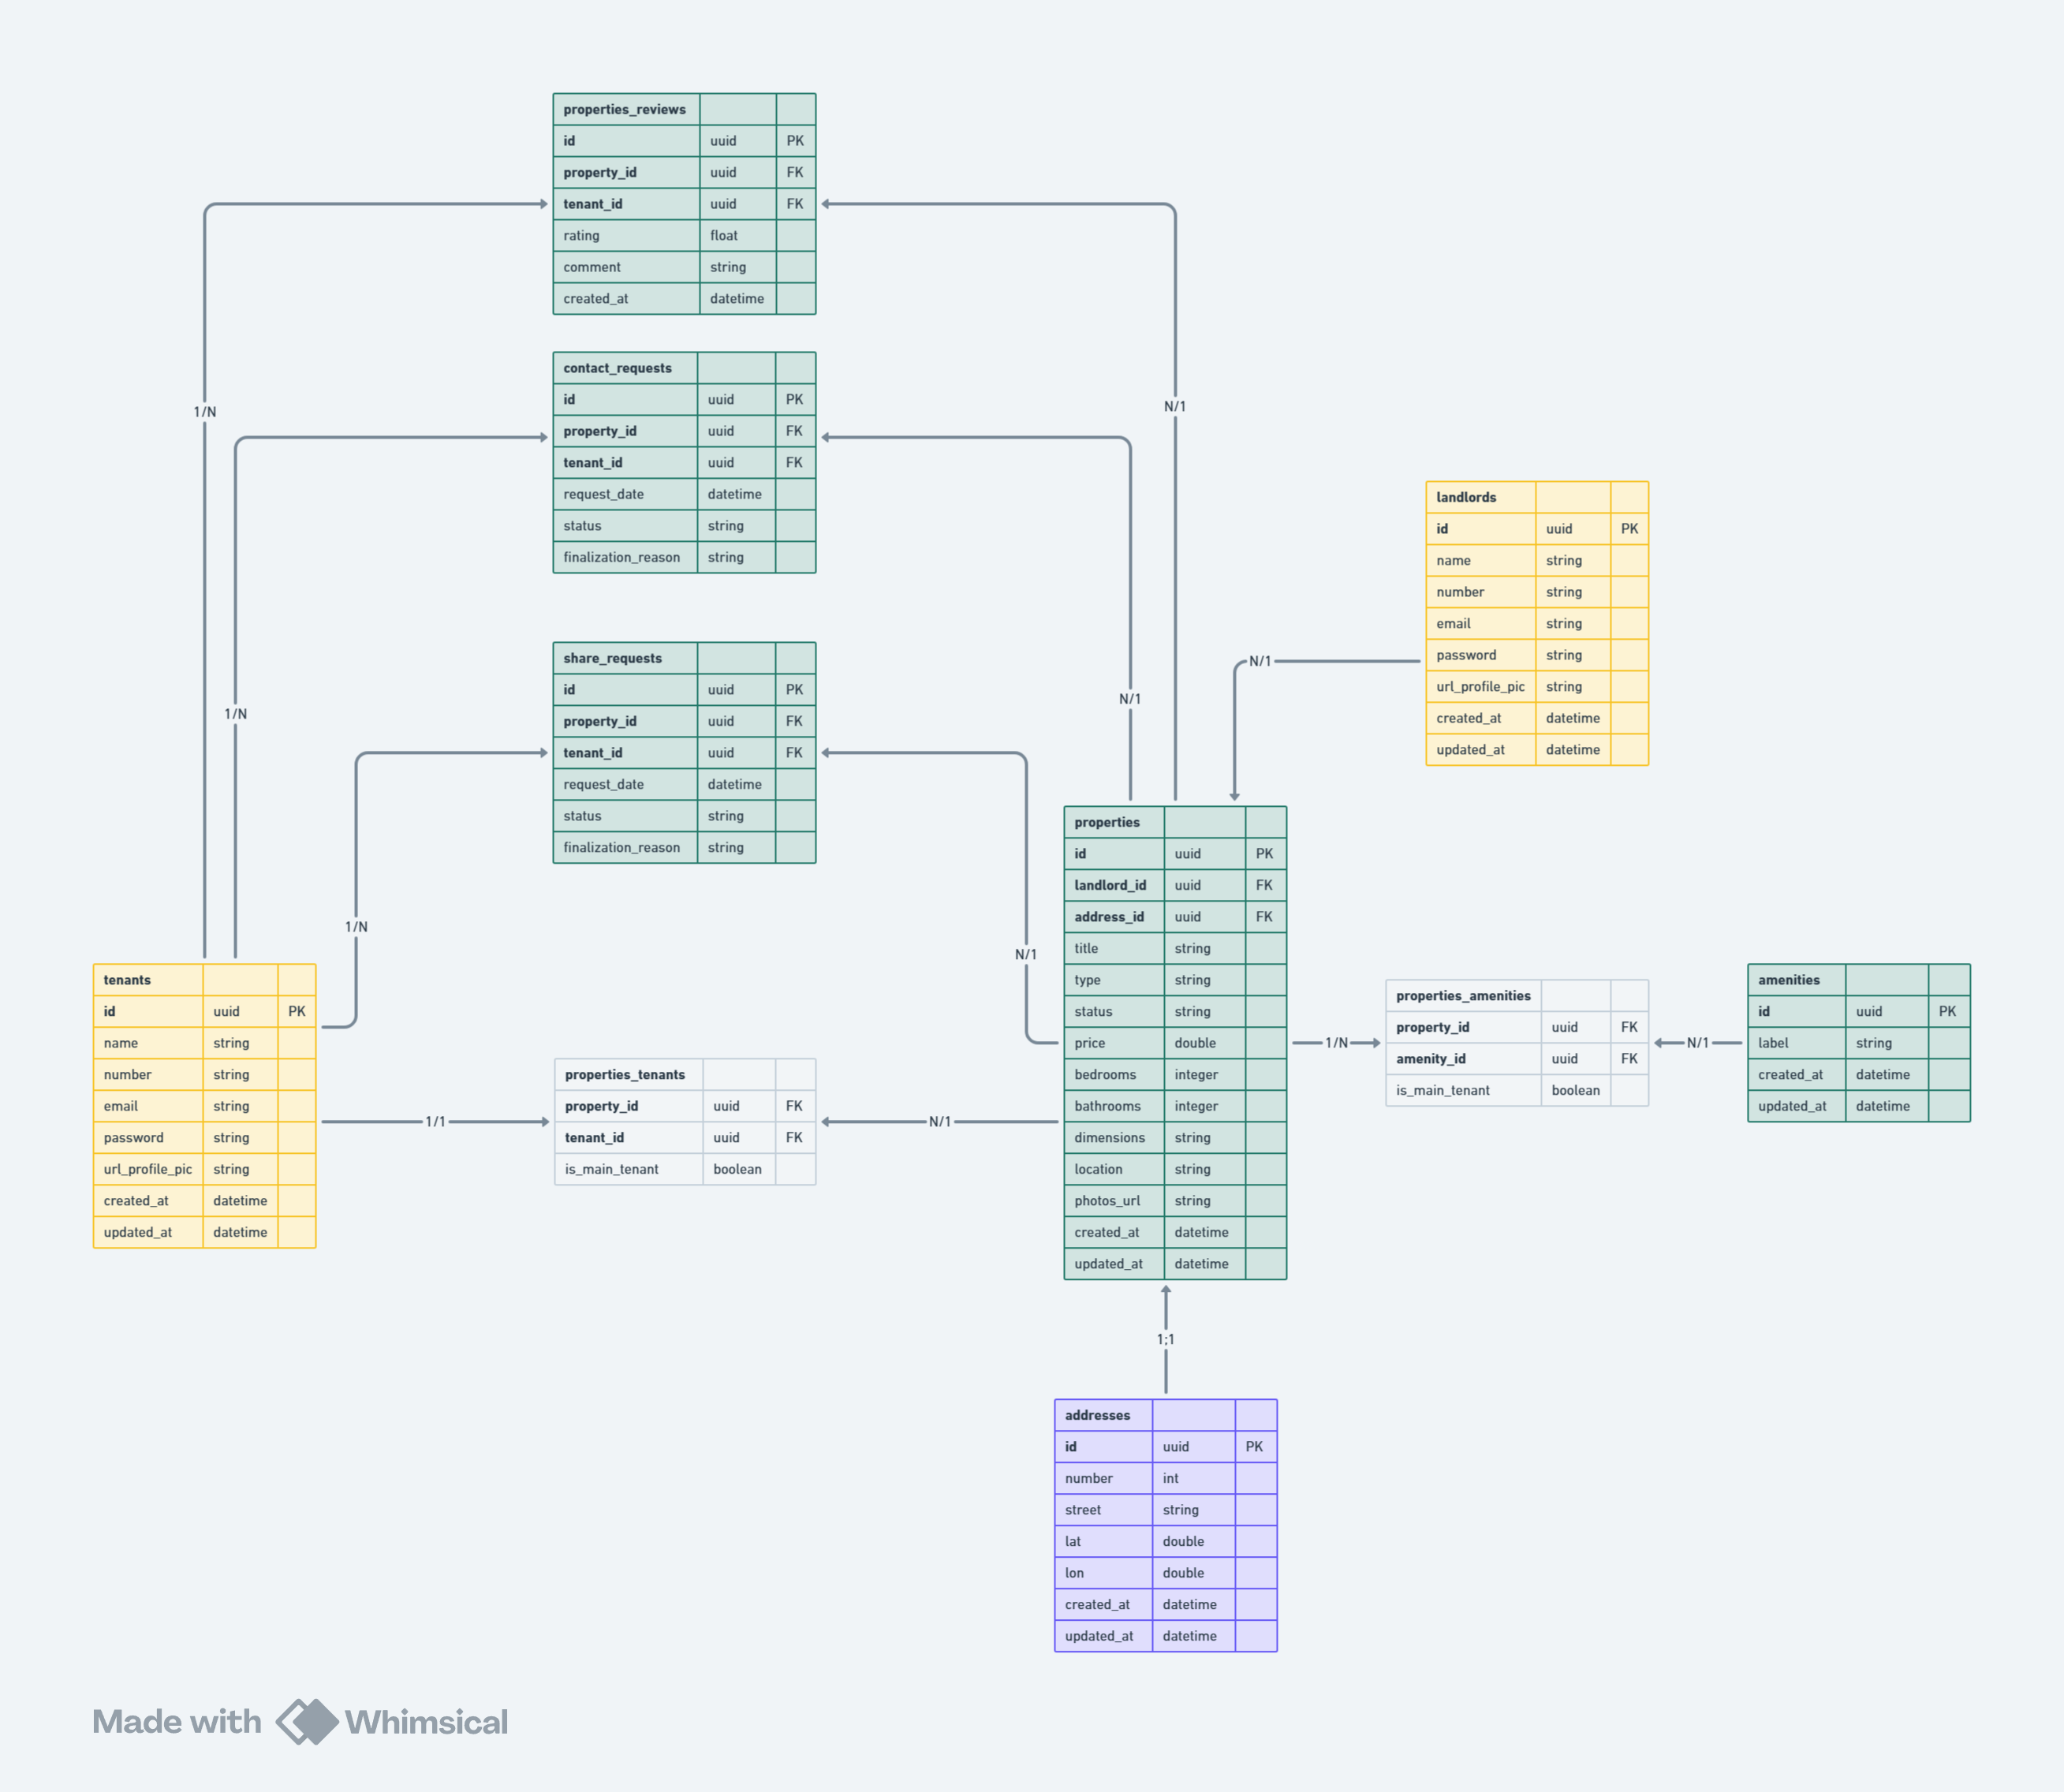 properties_reviews
id uuid PK
property_id uuid FK
tenant_id uuid FK
rating float
comment string
created_at datetime
1/N
N/1
contact_requests
id uuid PK
property_id uuid FK
tenant_id uuid FK
request_date datetime
status string
finalization_reason string
1/N
N/1
landlords
id uuid PK
name string
number string
email string
password string
url_profile_pic string
created_at datetime
updated_at datetime
N/1
share_requests
id uuid PK
property_id uuid FK
tenant_id uuid FK
request_date datetime
status string
finalization_reason string
1/N
N/1
tenants
id uuid PK
name string
number string
email string
password string
url_profile_pic string
created_at datetime
updated_at datetime
1/1
properties_tenants
property_id uuid FK
tenant_id uuid FK
is_main_tenant boolean
N/1
properties
id uuid PK
landlord_id uuid FK
address_id uuid FK
title string
type string
status string
price double
bedrooms integer
bathrooms integer
dimensions string
location string
photos_url string
created_at datetime
updated_at datetime
1/N
properties_amenities
property_id uuid FK
amenity_id uuid FK
is_main_tenant boolean
N/1
amenities
id uuid PK
label string
created_at datetime
updated_at datetime
1;1
addresses
id uuid PK
number int
street string
lat double
lon double
created_at datetime
updated_at datetime
Made with Whimsical